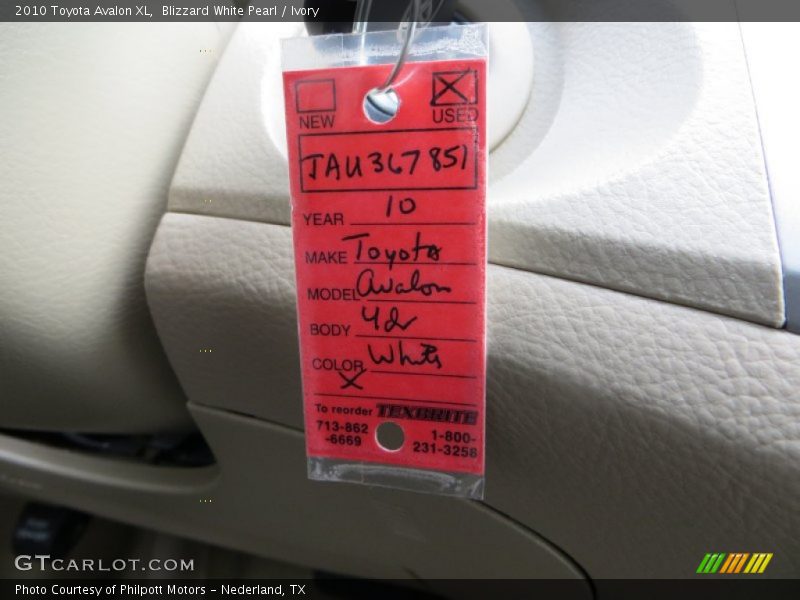 2010 Toyota Avalon XL,  Blizzard White Pearl / Ivory
NEW
USED
JAU367851
YEAR 10
MAKE Toyota
MODEL Avalon
BODY 4dr
COLOR White
X
To reorder TEXBRITE
713-862-6669
1-800-231-3258
GTCARLOT.COM
Photo Courtesy of Philpott Motors - Nederland, TX